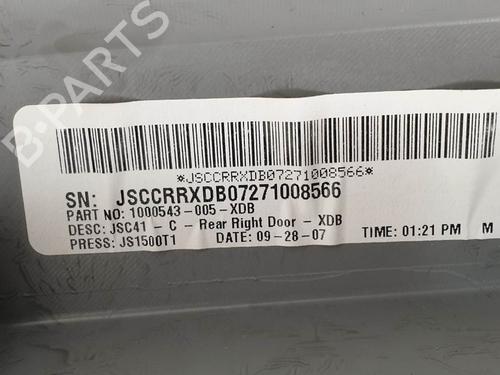 B-PARTS
*JSCCRRXDB07271008566*
SN: JSCCRRXDB07271008566
PART NO: 1000543-005-XDB
DESC: JSC41 - C - Rear Right Door - XDB
PRESS: JS1500T1 DATE: 09-28-07 TIME: 01:21 PM M